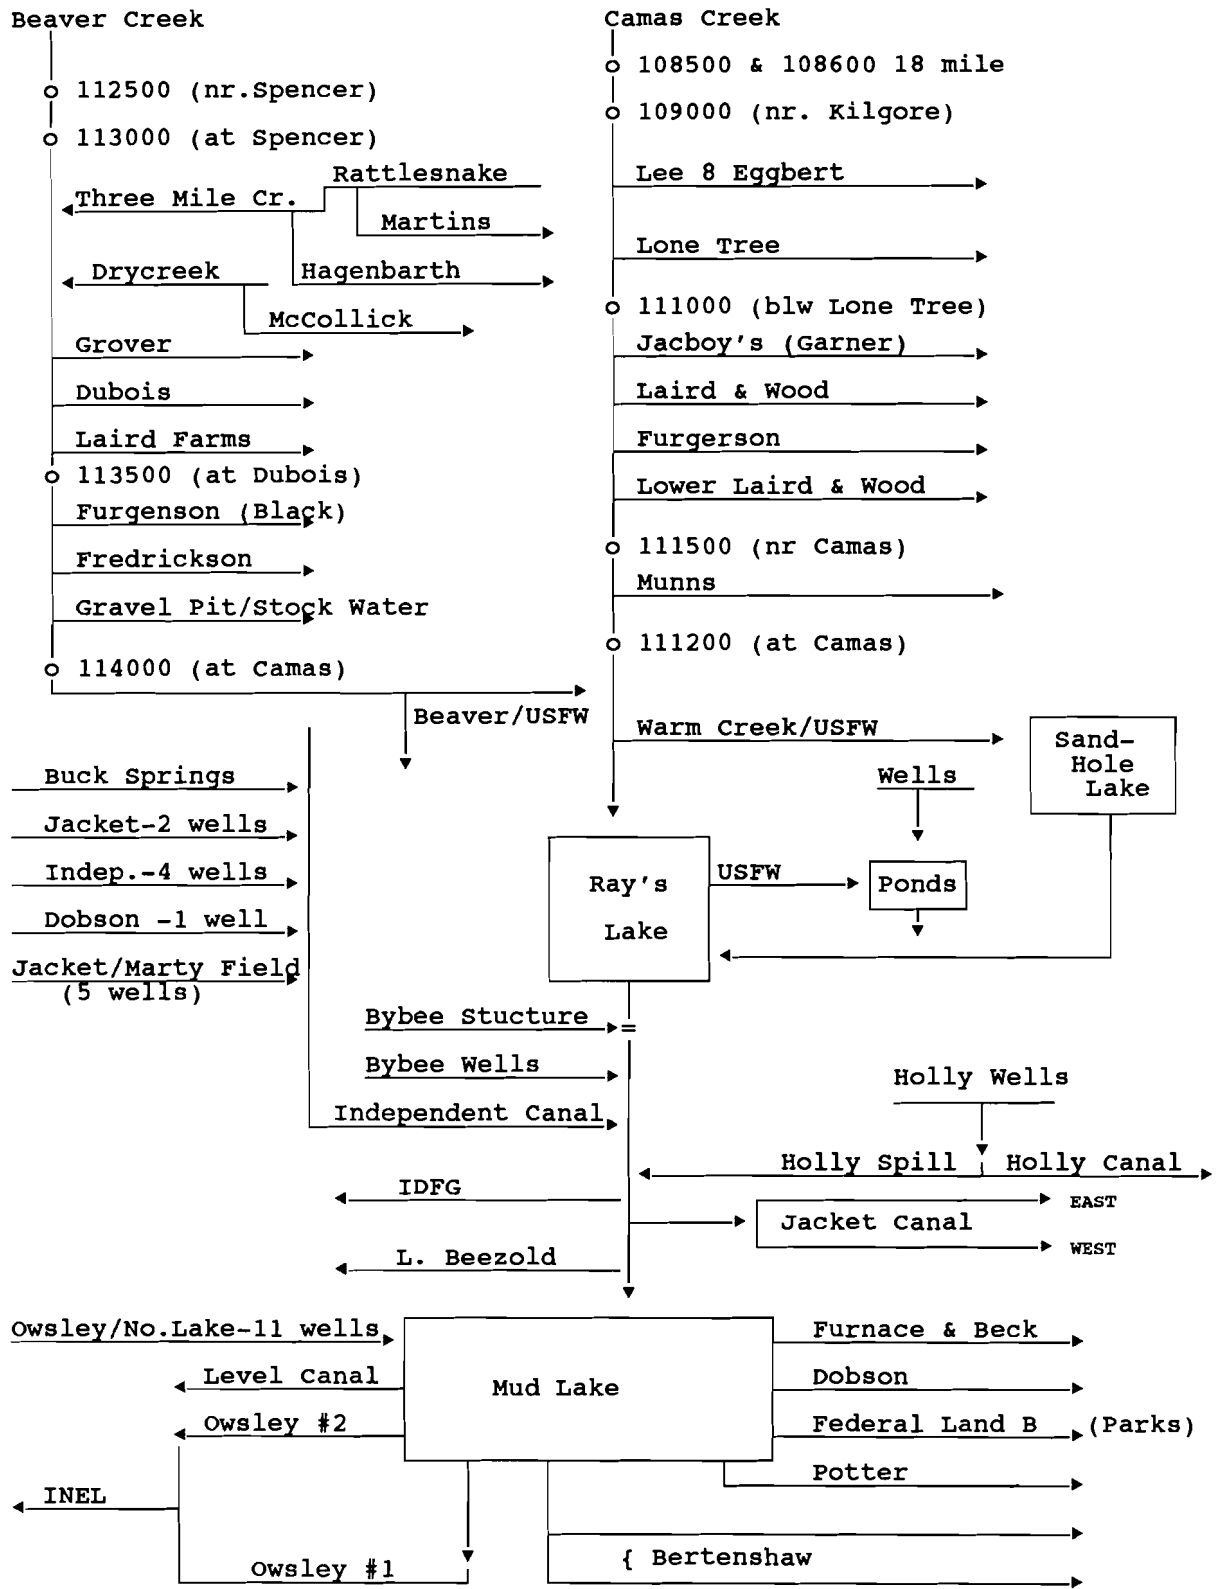 Beaver Creek
112500 (nr.Spencer)
113000 (at Spencer)
Rattlesnake
Three Mile Cr.
Martins
Drycreek
Hagenbarth
McCollick
Grover
Dubois
Laird Farms
113500 (at Dubois)
Furgenson (Black)
Fredrickson
Gravel Pit/Stock Water
114000 (at Camas)
Beaver/USFW
Camas Creek
108500 & 108600 18 mile
109000 (nr. Kilgore)
Lee 8 Eggbert
Lone Tree
111000 (blw Lone Tree)
Jacboy's (Garner)
Laird & Wood
Furgerson
Lower Laird & Wood
111500 (nr Camas)
Munns
111200 (at Camas)
Warm Creek/USFW
Sand-
Hole
Lake
Wells
Buck Springs
Jacket-2 wells
Indep.-4 wells
Dobson -1 well
Jacket/Marty Field
(5 wells)
Ray's
Lake
USFW
Ponds
Bybee Stucture
=
Bybee Wells
Independent Canal
Holly Wells
Holly Spill
Holly Canal
IDFG
EAST
Jacket Canal
WEST
L. Beezold
Owsley/No.Lake-11 wells
Level Canal
Owsley #2
INEL
Owsley #1
Mud Lake
Furnace & Beck
Dobson
Federal Land B (Parks)
Potter
{ Bertenshaw